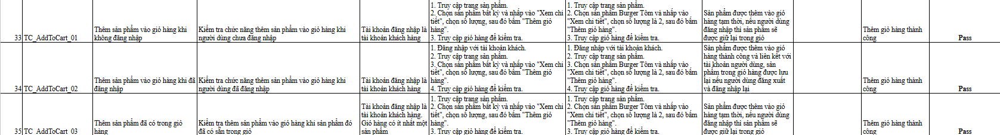 33 TC_AddToCart_01
Thêm sản phẩm vào giỏ hàng khi
không đăng nhập
Kiểm tra chức năng thêm sản phẩm vào giỏ hàng khi
người dùng chưa đăng nhập
Tài khoản đăng nhập là
tài khoản khách hàng
1. Truy cập trang sản phẩm.
2. Chọn sản phẩm bất kỳ và nhấp vào "Xem chi
tiết", chọn số lượng, sau đó bấm "Thêm giỏ
hàng".
3. Truy cập giỏ hàng để kiểm tra.
1. Truy cập trang sản phẩm.
2. Chọn sản phẩm Burger Tôm và nhấp vào
"Xem chi tiết", chọn số lượng là 2, sau đó bấm
"Thêm giỏ hàng".
3. Truy cập giỏ hàng để kiểm tra.
Sản phẩm được thêm vào giỏ
hàng tạm thời, nếu người dùng
đăng nhập thì sản phẩm sẽ
được giữ lại trong giỏ
Thêm giỏ hàng thành
công
Pass
34 TC_AddToCart_02
Thêm sản phẩm vào giỏ hàng khi đã
đăng nhập
Kiểm tra chức năng thêm sản phẩm vào giỏ hàng khi
người dùng đã đăng nhập
Tài khoản đăng nhập là
tài khoản khách hàng
1. Đăng nhập với tài khoản khách.
2. Truy cập trang sản phẩm.
3. Chọn sản phẩm bất kỳ và nhấp vào "Xem chi
tiết", chọn số lượng, sau đó bấm "Thêm giỏ
hàng".
4. Truy cập giỏ hàng để kiểm tra.
1. Đăng nhập với tài khoản khách.
2. Truy cập trang sản phẩm.
3. Chọn sản phẩm Burger Tôm và nhấp vào
"Xem chi tiết", chọn số lượng là 2, sau đó bấm
"Thêm giỏ hàng".
4. Truy cập giỏ hàng để kiểm tra.
Sản phẩm được thêm vào giỏ
hàng thành công và liên kết với
tài khoản người dùng, sản
phẩm trong giỏ hàng được lưu
lại nếu người dùng đăng xuất
và đăng nhập lại
Thêm giỏ hàng thành
công
Pass
35 TC_AddToCart_03
Thêm sản phẩm đã có trong giỏ
hàng
Kiểm tra thêm sản phẩm vào giỏ hàng khi sản phẩm đó
đã có sẵn trong giỏ
Tài khoản đăng nhập là
tài khoản khách hàng.
Giỏ hàng có ít nhất một
sản phẩm
1. Truy cập trang sản phẩm.
2. Chọn sản phẩm bất kỳ và nhấp vào "Xem chi
tiết", chọn số lượng, sau đó bấm "Thêm giỏ
hàng".
3. Truy cập giỏ hàng để kiểm tra.
1. Truy cập trang sản phẩm.
2. Chọn sản phẩm Burger Tôm và nhấp vào
"Xem chi tiết", chọn số lượng là 2, sau đó bấm
"Thêm giỏ hàng".
3. Truy cập giỏ hàng để kiểm tra.
Sản phẩm được thêm vào giỏ
hàng tạm thời, nếu người dùng
đăng nhập thì sản phẩm sẽ
được giữ lại trong giỏ
Thêm giỏ hàng thành
công
Pass